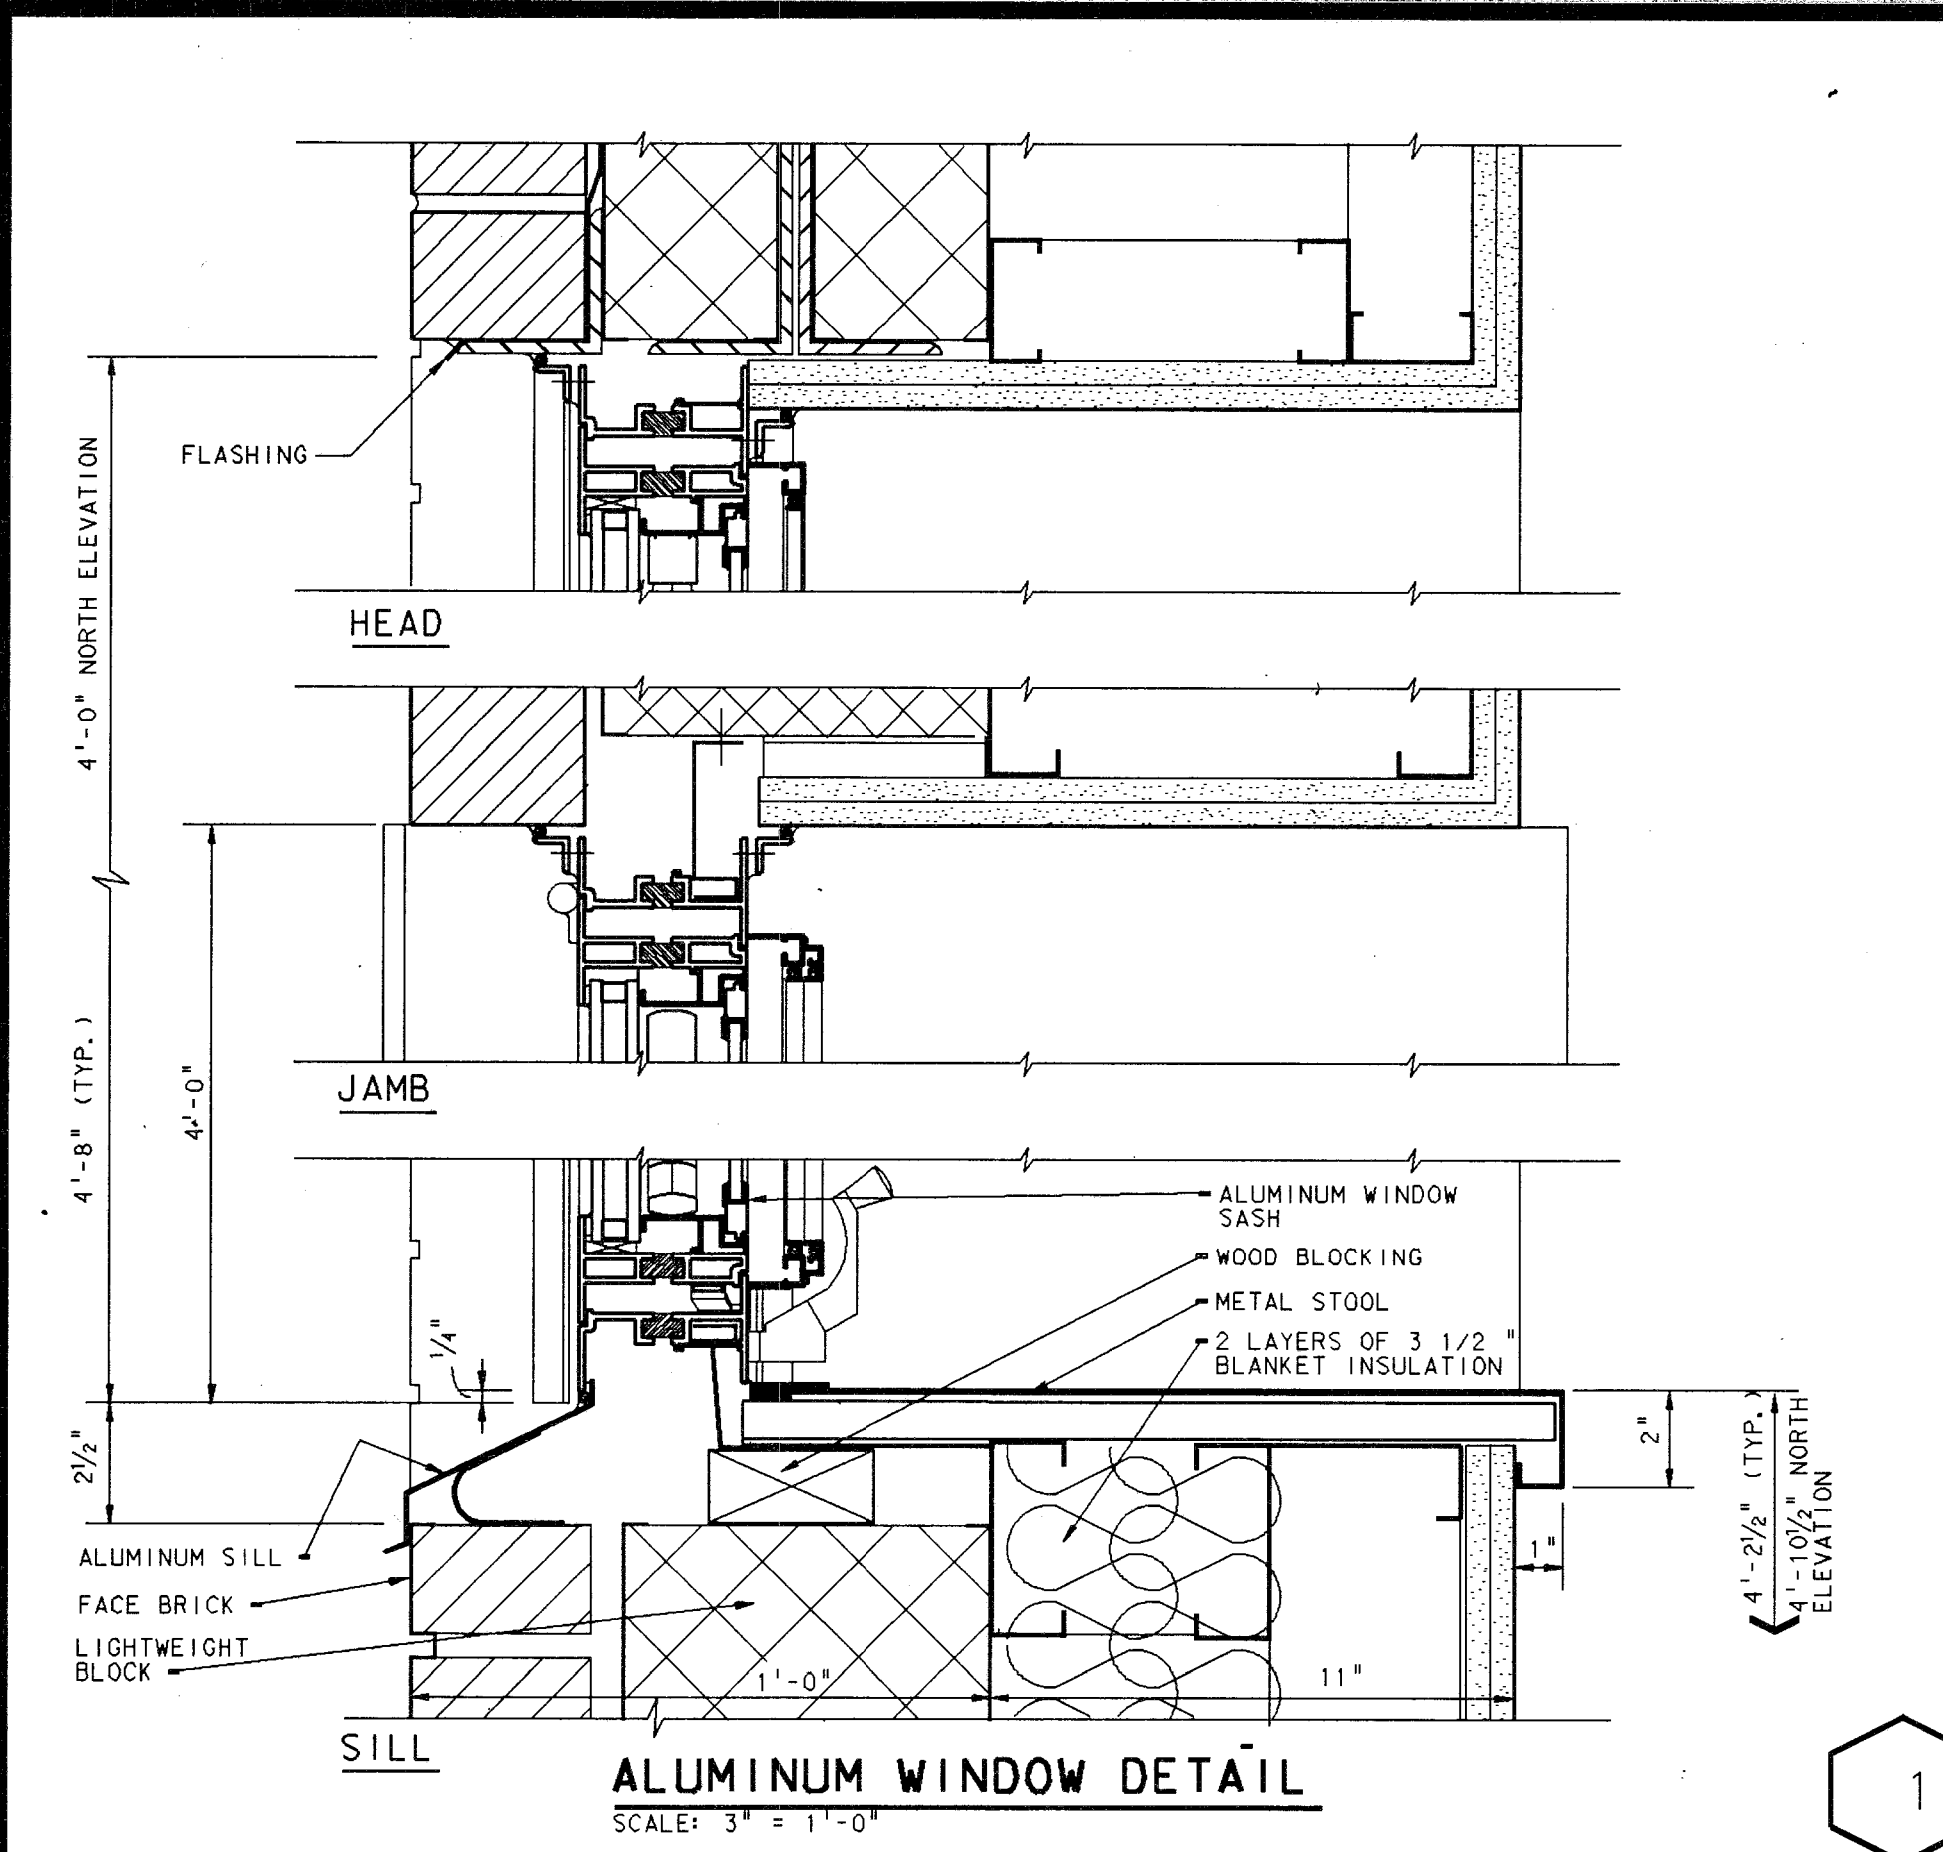 FLASHING
4'-0" NORTH ELEVATION
HEAD
4'-8" (TYP.)
4'-0"
JAMB
ALUMINUM WINDOW
SASH
WOOD BLOCKING
METAL STOOL
2 LAYERS OF 3 1/2 "
BLANKET INSULATION
1/4"
2 1/2"
2"
4'-2 1/2" (TYP.)
4'-10 1/2" NORTH
ELEVATION
1"
ALUMINUM SILL
FACE BRICK
LIGHTWEIGHT
BLOCK
1'-0"
11"
SILL
ALUMINUM WINDOW DETAIL
SCALE: 3" = 1'-0"
1